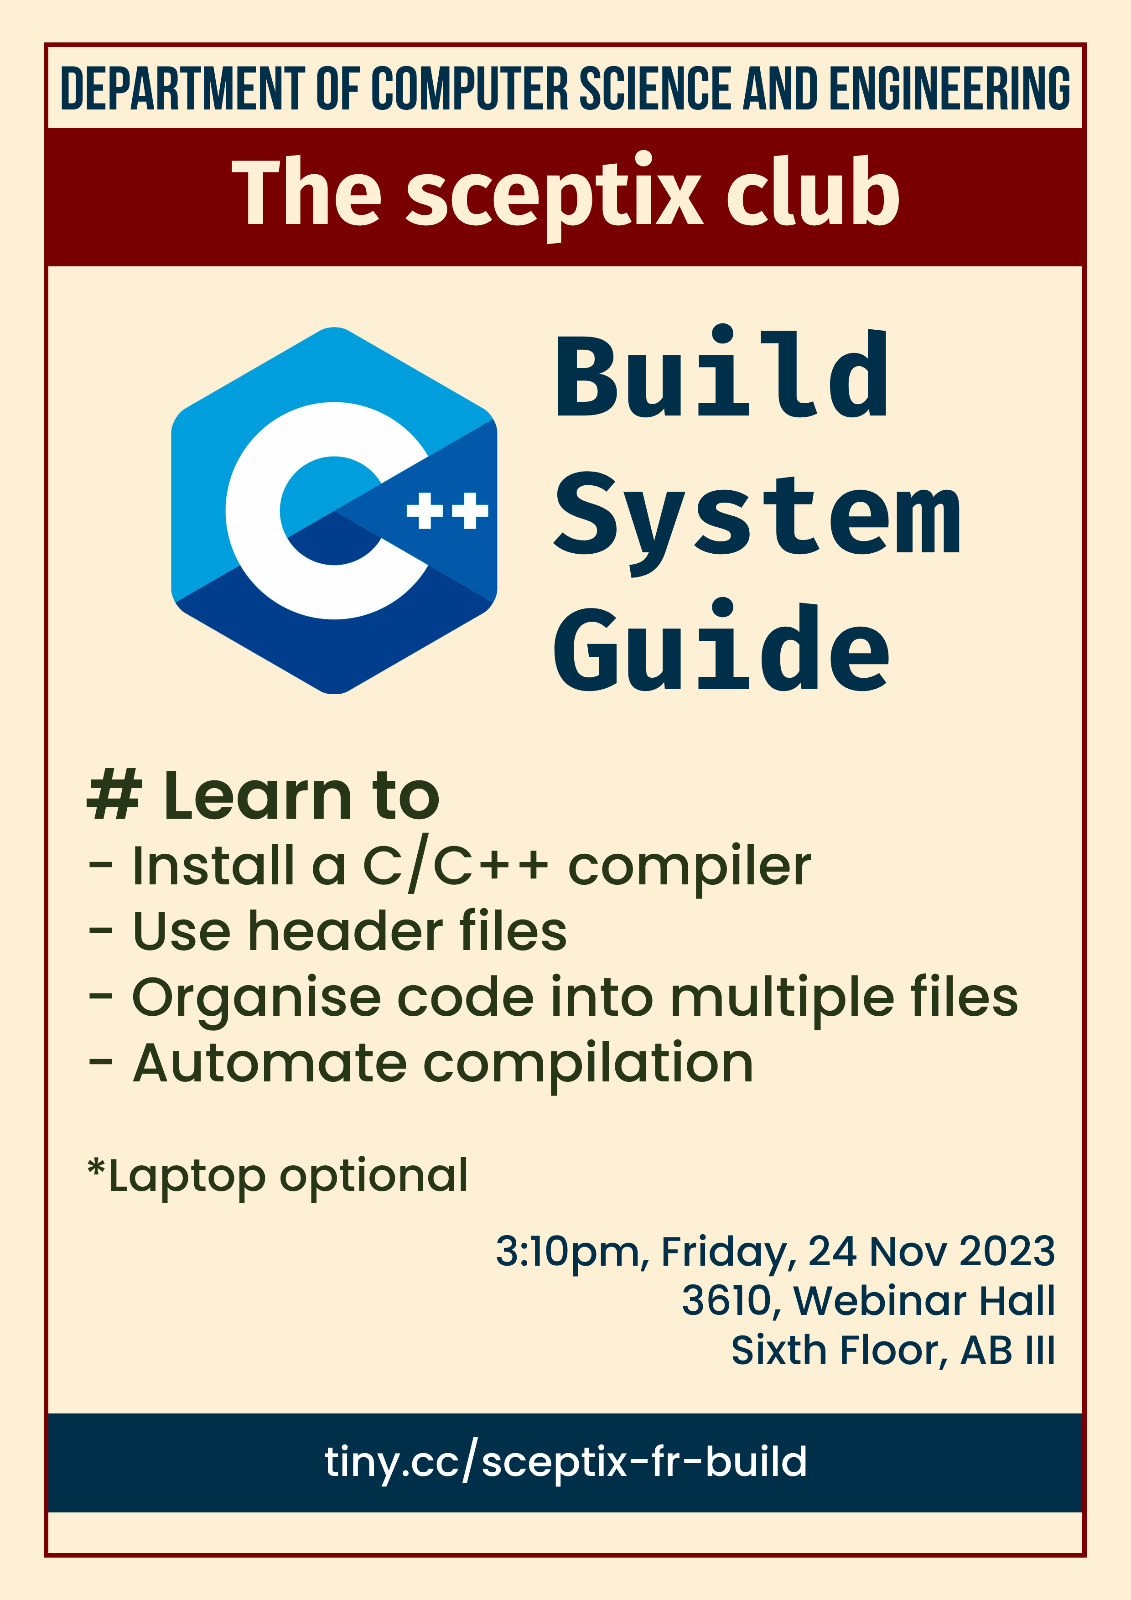 DEPARTMENT OF COMPUTER SCIENCE AND ENGINEERING
The sceptix club
C++
Build
System
Guide
# Learn to
- Install a C/C++ compiler
- Use header files
- Organise code into multiple files
- Automate compilation
*Laptop optional
3:10pm, Friday, 24 Nov 2023
3610, Webinar Hall
Sixth Floor, AB III
tiny.cc/sceptix-fr-build